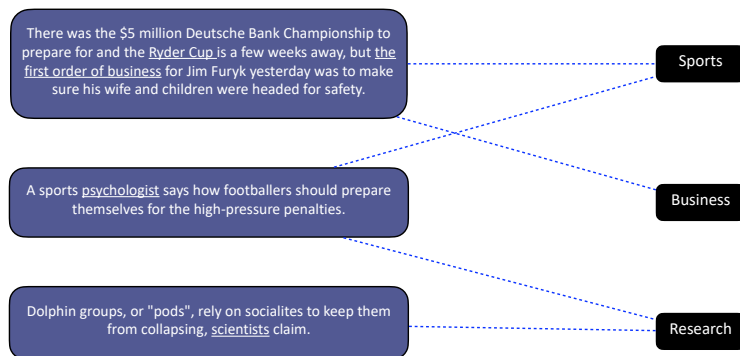 There was the $5 million Deutsche Bank Championship to
prepare for and the Ryder Cup is a few weeks away, but the
first order of business for Jim Furyk yesterday was to make
sure his wife and children were headed for safety.
Sports
A sports psychologist says how footballers should prepare
themselves for the high-pressure penalties.
Business
Dolphin groups, or "pods", rely on socialites to keep them
from collapsing, scientists claim.
Research